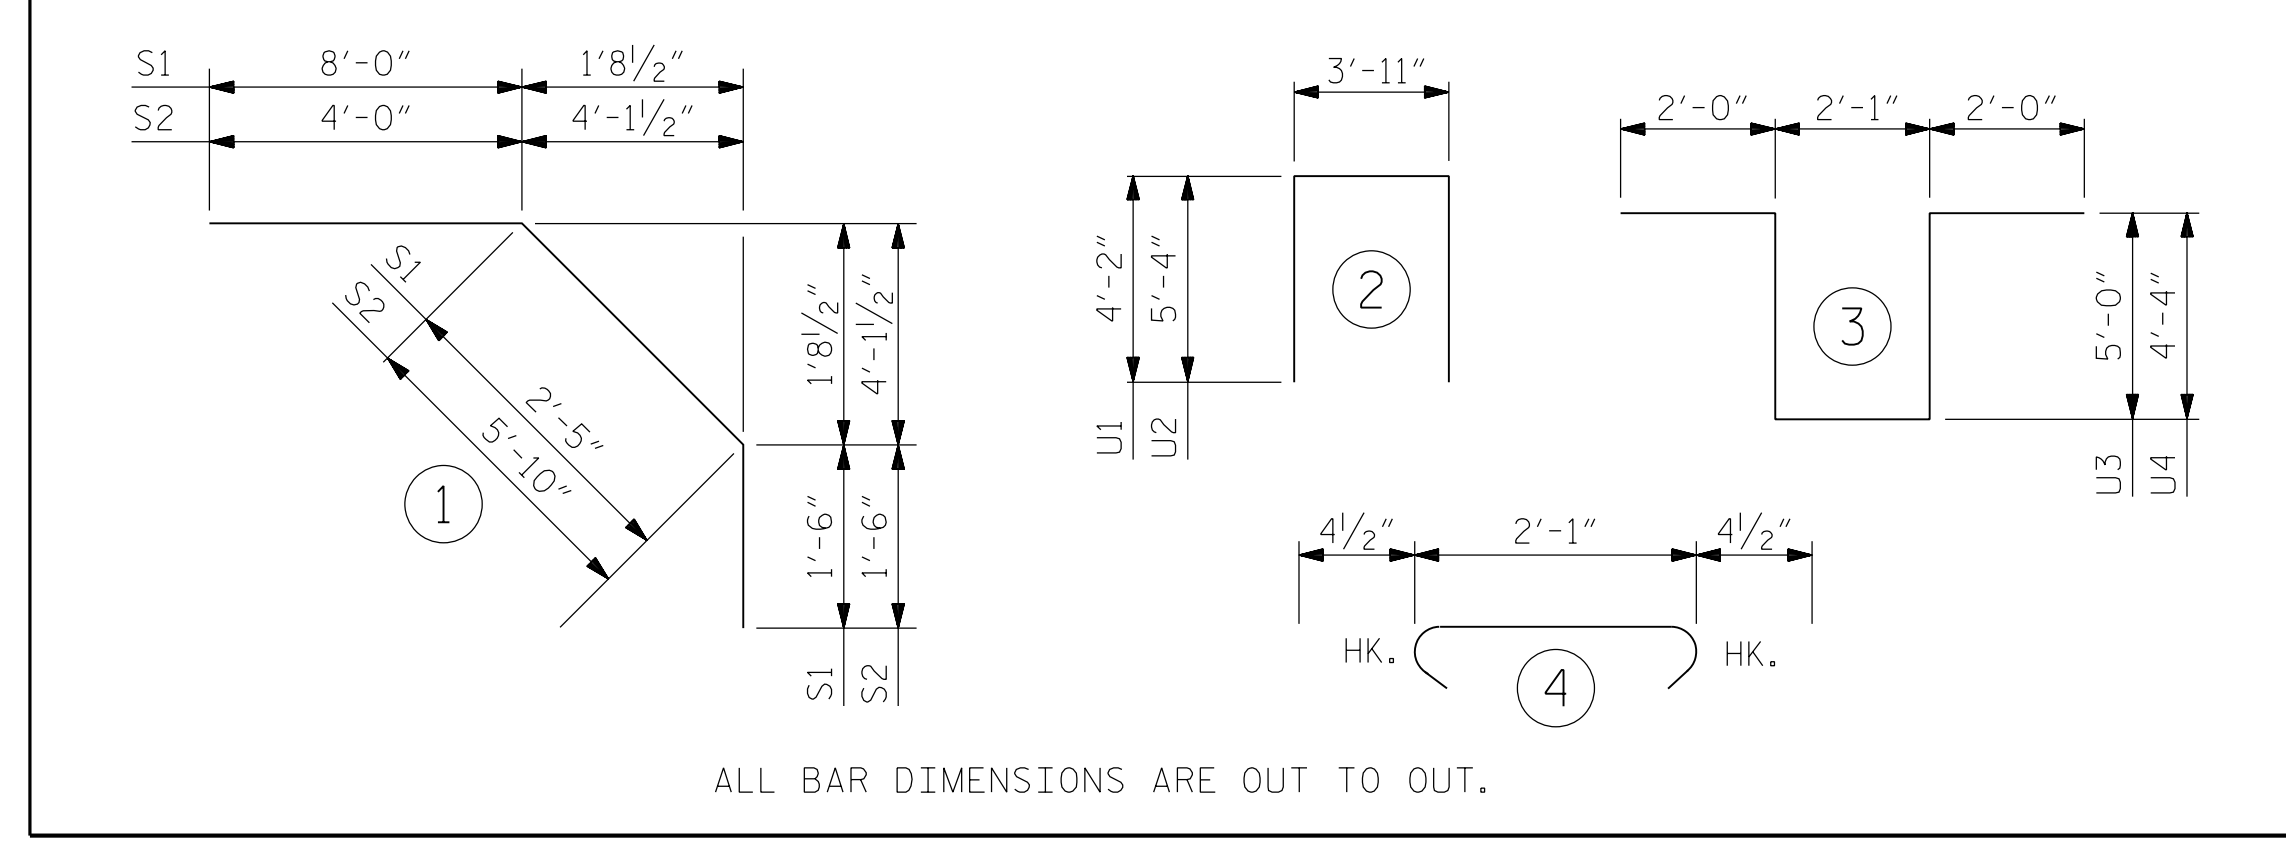 S1 8'-0" 1'8½"
S2 4'-0" 4'-1½"
S1
S2
2'-5"
5'-10"
1
1'8½"
4'-1½"
1'-6"
1'-6"
S1
S2
3'-11"
4'-2"
5'-4"
U1
U2
2
2'-0" 2'-1" 2'-0"
5'-0"
4'-4"
U3
U4
3
4½" 2'-1" 4½"
HK. HK.
4
ALL BAR DIMENSIONS ARE OUT TO OUT.